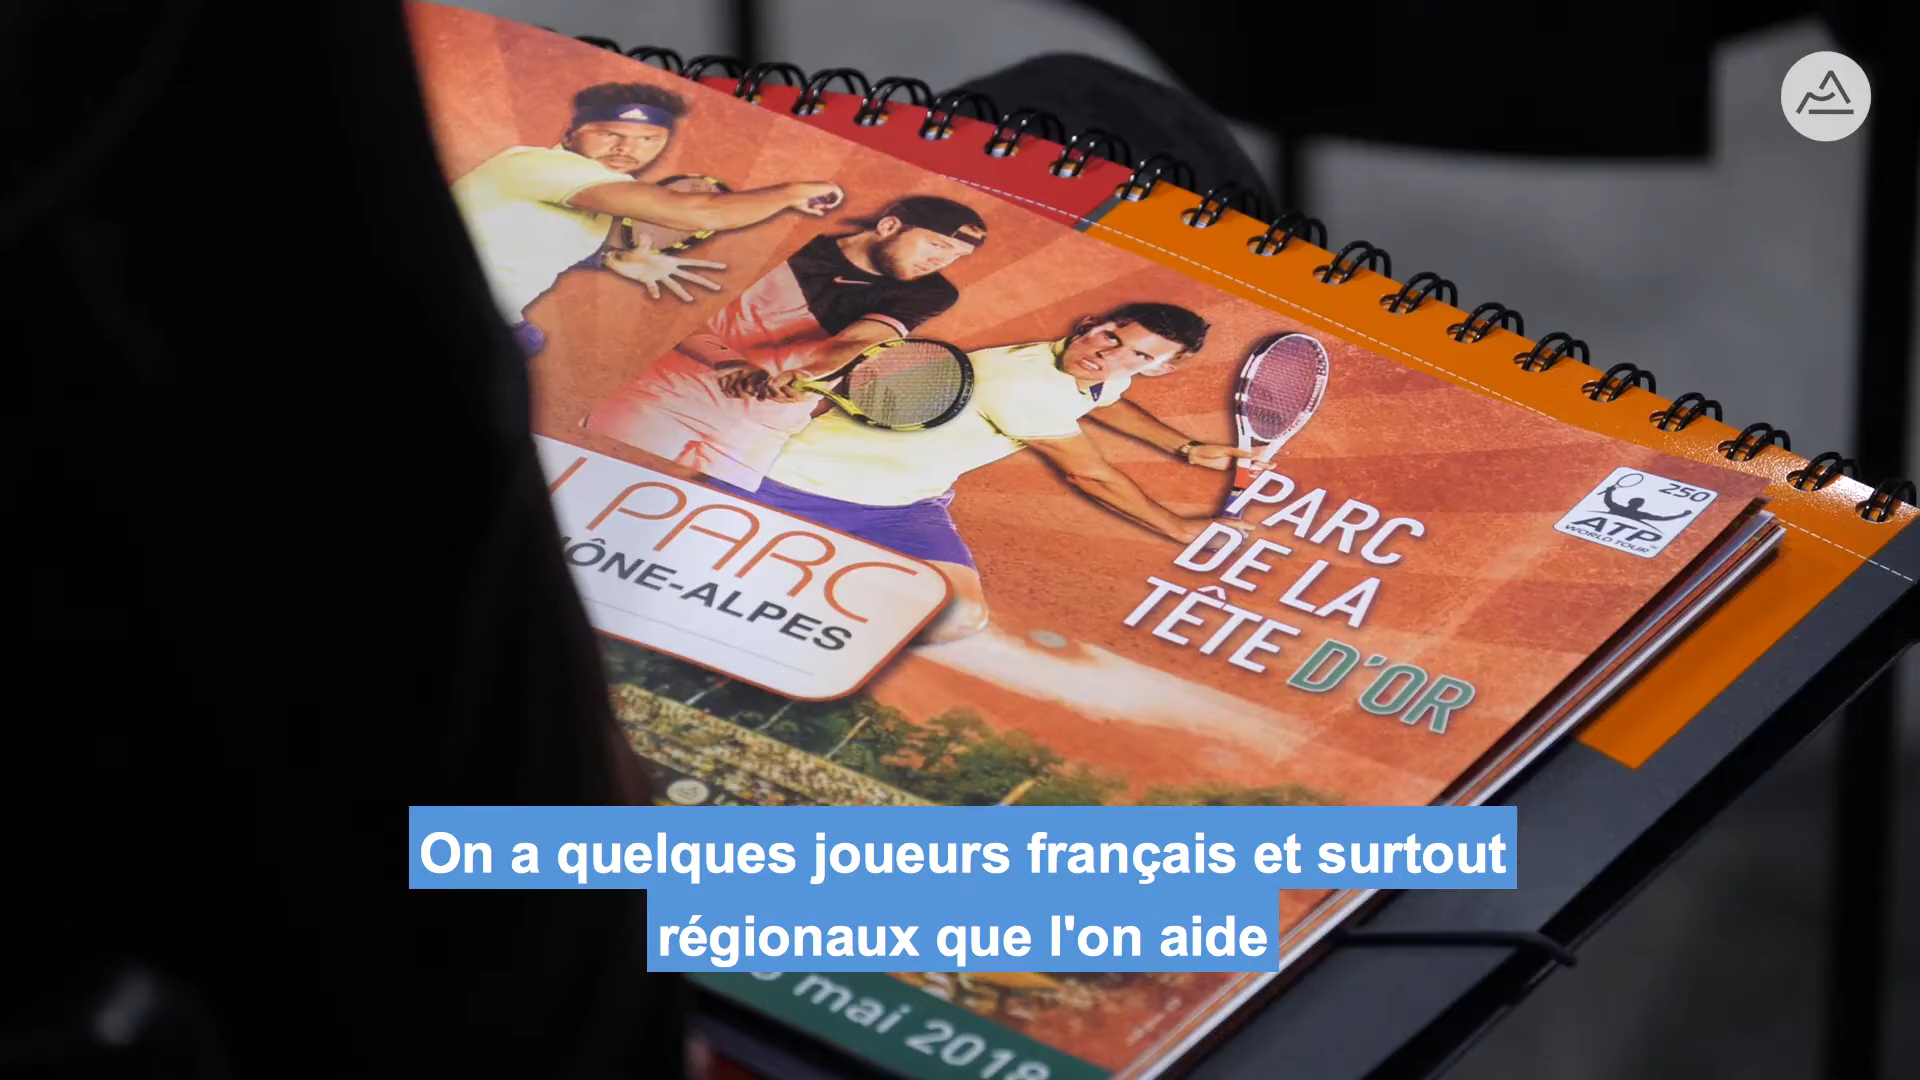 250
ATP
WORLD TOUR
PARC
DE LA
TÊTE D'OR
PARC
ÔNE-ALPES
On a quelques joueurs français et surtout
régionaux que l'on aide
mai 2018